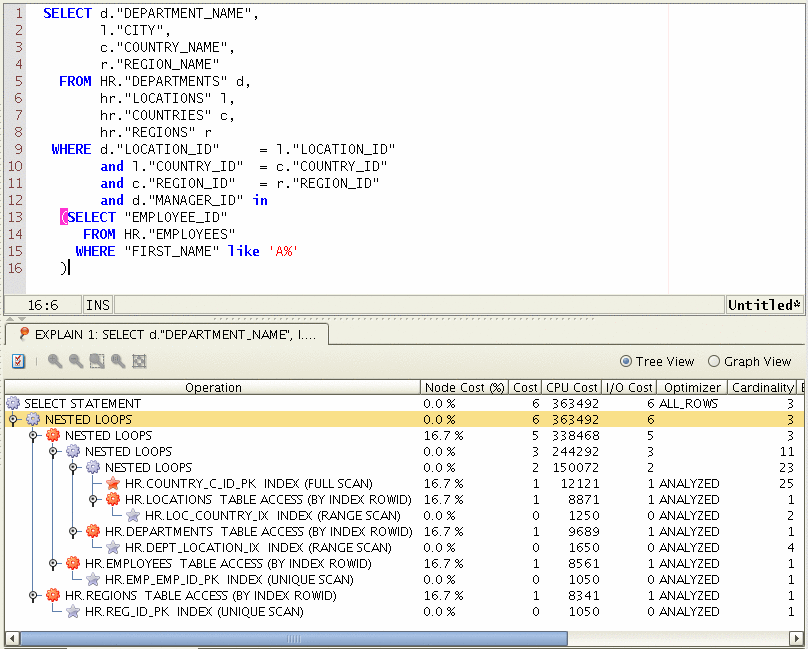 1 SELECT d."DEPARTMENT_NAME",
2 l."CITY",
3 c."COUNTRY_NAME",
4 r."REGION_NAME"
5 FROM HR."DEPARTMENTS" d,
6 hr."LOCATIONS" l,
7 hr."COUNTRIES" c,
8 hr."REGIONS" r
9 WHERE d."LOCATION_ID" = l."LOCATION_ID"
10 and l."COUNTRY_ID" = c."COUNTRY_ID"
11 and c."REGION_ID" = r."REGION_ID"
12 and d."MANAGER_ID" in
13 (SELECT "EMPLOYEE_ID"
14 FROM HR."EMPLOYEES"
15 WHERE "FIRST_NAME" like 'A%'
16 )
16:6 INS Untitled*
EXPLAIN 1: SELECT d."DEPARTMENT_NAME", l....
Tree View Graph View
Operation Node Cost (%) Cost CPU Cost I/O Cost Optimizer Cardinality
SELECT STATEMENT 0.0 % 6 363492 6 ALL_ROWS 3
NESTED LOOPS 0.0 % 6 363492 6 3
NESTED LOOPS 16.7 % 5 338468 5 3
NESTED LOOPS 0.0 % 3 244292 3 11
NESTED LOOPS 0.0 % 2 150072 2 23
HR.COUNTRY_C_ID_PK INDEX (FULL SCAN) 16.7 % 1 12121 1 ANALYZED 25
HR.LOCATIONS TABLE ACCESS (BY INDEX ROWID) 16.7 % 1 8871 1 ANALYZED 1
HR.LOC_COUNTRY_IX INDEX (RANGE SCAN) 0.0 % 0 1250 0 ANALYZED 2
HR.DEPARTMENTS TABLE ACCESS (BY INDEX ROWID) 16.7 % 1 9689 1 ANALYZED 1
HR.DEPT_LOCATION_IX INDEX (RANGE SCAN) 0.0 % 0 1650 0 ANALYZED 4
HR.EMPLOYEES TABLE ACCESS (BY INDEX ROWID) 16.7 % 1 8561 1 ANALYZED 1
HR.EMP_EMP_ID_PK INDEX (UNIQUE SCAN) 0.0 % 0 1050 0 ANALYZED 1
HR.REGIONS TABLE ACCESS (BY INDEX ROWID) 16.7 % 1 8341 1 ANALYZED 1
HR.REG_ID_PK INDEX (UNIQUE SCAN) 0.0 % 0 1050 0 ANALYZED 1